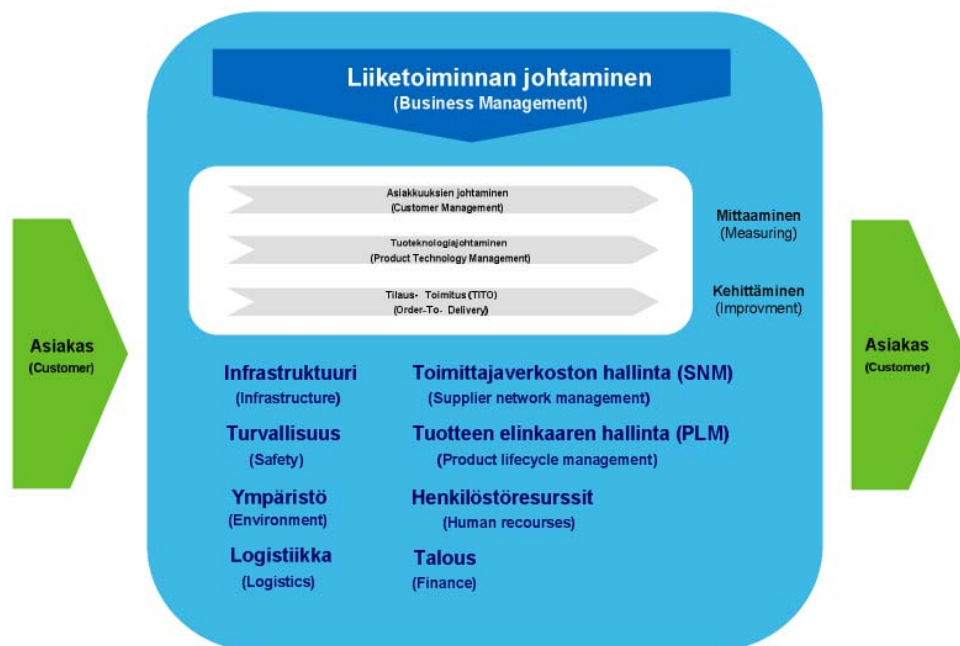 Liiketoiminnan johtaminen
(Business Management)
Asiakkuuksien johtaminen
(Customer Management)
Tuoteknologiajohtaminen
(Product Technology Management)
Tilaus- Toimitus (TITO)
(Order-To- Delivery)
Mittaaminen
(Measuring)
Kehittäminen
(Improvment)
Asiakas
(Customer)
Asiakas
(Customer)
Infrastruktuuri
(Infrastructure)
Toimittajaverkoston hallinta (SNM)
(Supplier network management)
Turvallisuus
(Safety)
Tuotteen elinkaaren hallinta (PLM)
(Product lifecycle management)
Ympäristö
(Environment)
Henkilöstöresurssit
(Human recourses)
Logistiikka
(Logistics)
Talous
(Finance)